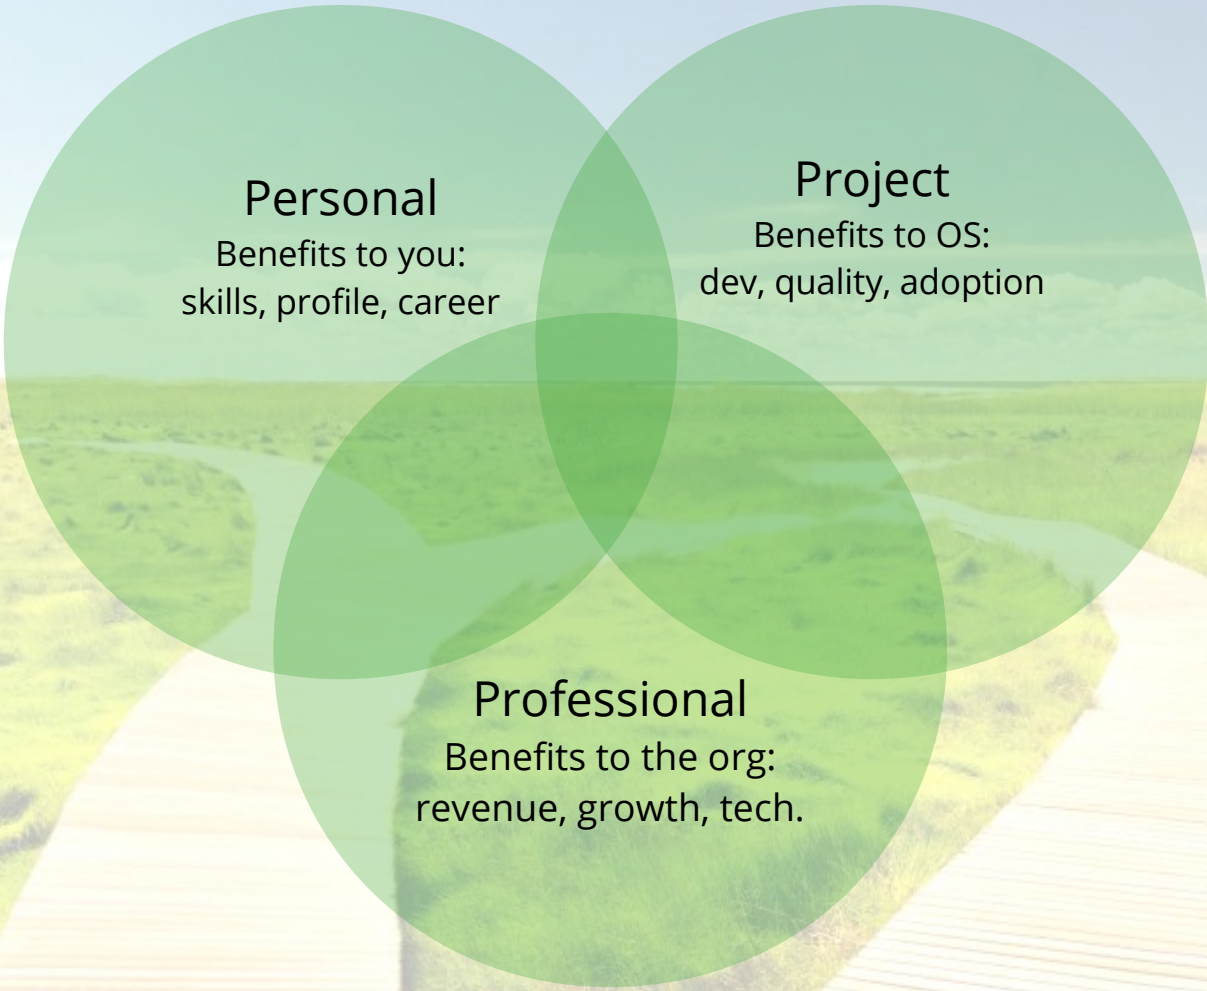 Personal
Benefits to you:
skills, profile, career
Project
Benefits to OS:
dev, quality, adoption
Professional
Benefits to the org:
revenue, growth, tech.